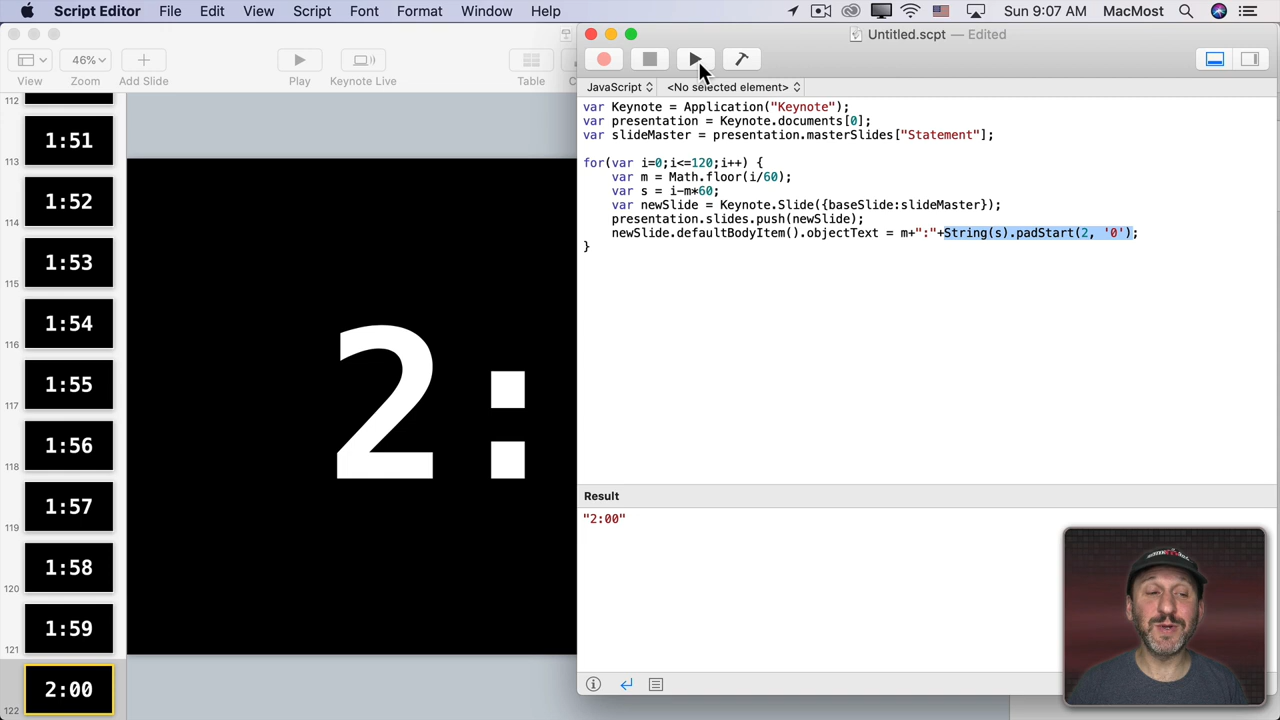 Script Editor File Edit View Script Font Format Window Help Sun 9:07 AM MacMost
Untitled.scpt — Edited
46%
View Zoom Add Slide Play Keynote Live Table
JavaScript <No selected element>
var Keynote = Application("Keynote");
var presentation = Keynote.documents[0];
var slideMaster = presentation.masterSlides["Statement"];
for(var i=0;i<=120;i++) {
var m = Math.floor(i/60);
var s = i-m*60;
var newSlide = Keynote.Slide({baseSlide:slideMaster});
presentation.slides.push(newSlide);
newSlide.defaultBodyItem().objectText = m+":"+String(s).padStart(2, '0');
}
Result
"2:00"
112
1:51
113
1:52
114
1:53
115
1:54
116
1:55
117
1:56
118
1:57
119
1:58
120
1:59
121
2:00
122
2: